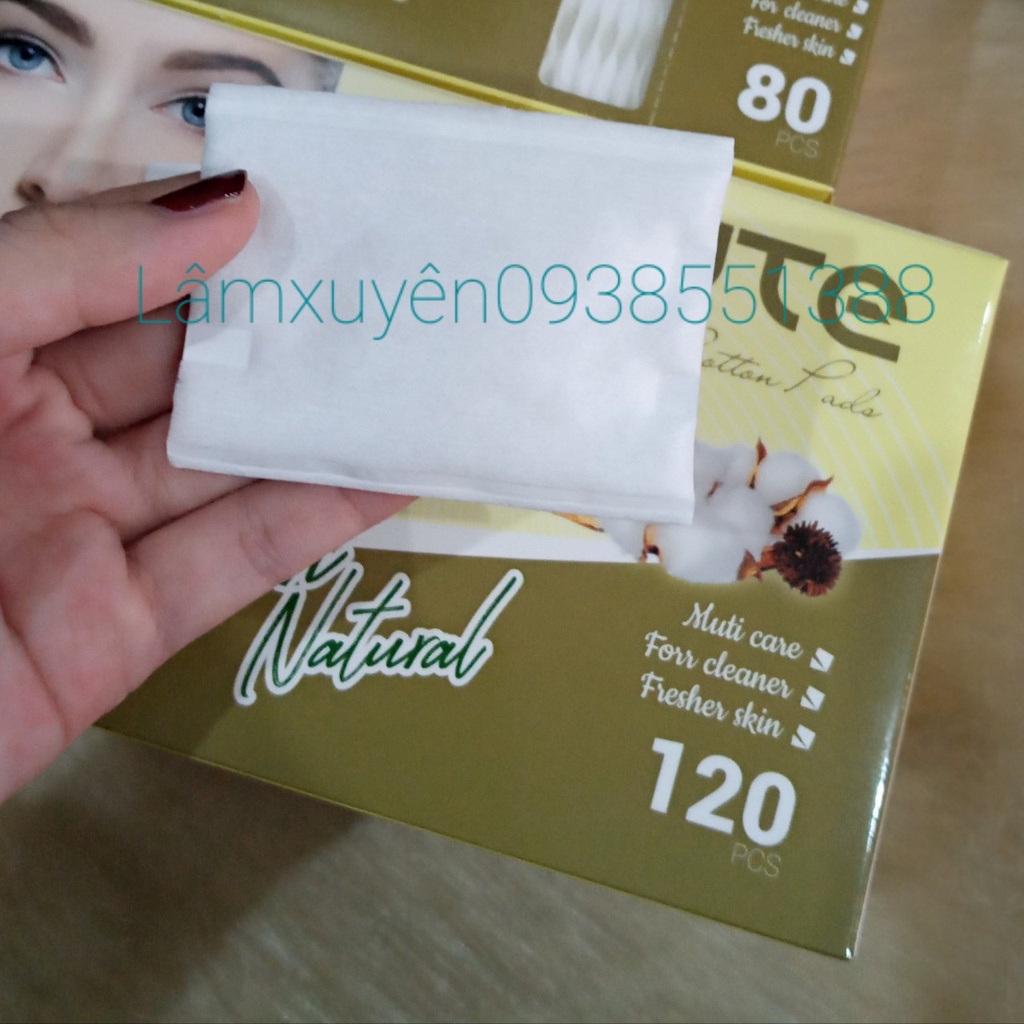 For cleaner
Fresher skin
80
PCS
Lâmxuyên0938551388
Cotton Pads
Natural
Muti care
Forr cleaner
Fresher skin
120
PCS